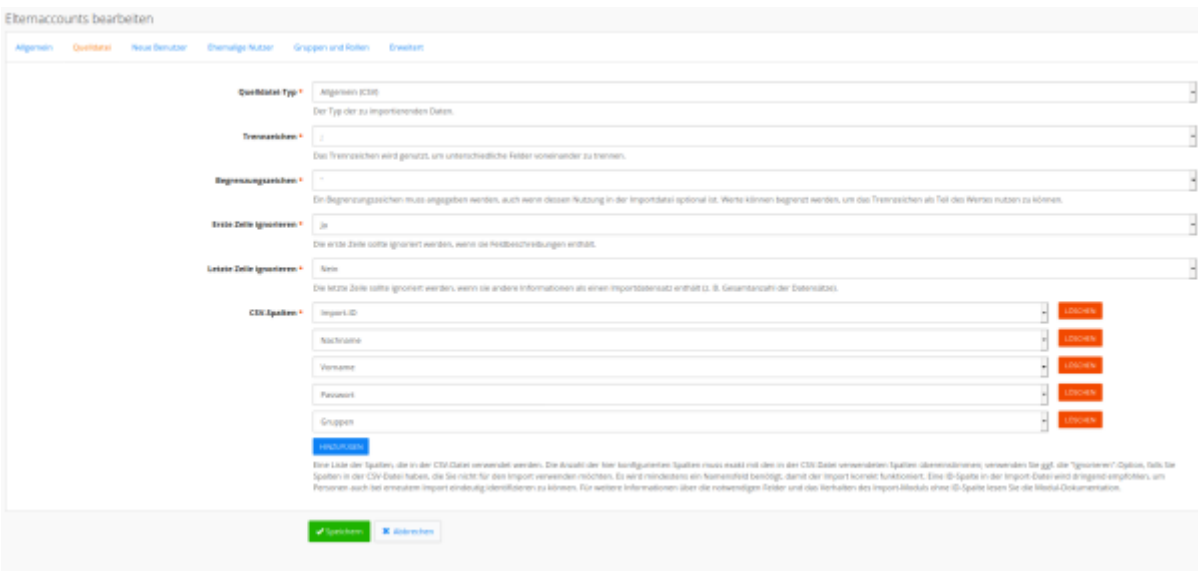 Elternaccounts bearbeiten
Allgemein Quelldatei Neue Benutzer Ehemalige Nutzer Gruppen und Rollen Erweitert
Quelldatei-Typ * Allgemein (CSV)
Der Typ der zu importierenden Daten.
Trennzeichen * ;
Das Trennzeichen wird genutzt, um unterschiedliche Felder voneinander zu trennen.
Begrenzungszeichen * "
Ein Begrenzungszeichen muss angegeben werden, auch wenn dessen Nutzung in der Importdatei optional ist. Werte können begrenzt werden, um das Trennzeichen als Teil des Wertes nutzen zu können.
Erste Zeile ignorieren * Ja
Die erste Zeile sollte ignoriert werden, wenn sie Feldbeschreibungen enthält.
Letzte Zeile ignorieren * Nein
Die letzte Zeile sollte ignoriert werden, wenn sie andere Informationen als einen Importdatensatz enthält (z. B. Gesamtanzahl der Datensätze).
CSV-Spalten * Import-ID LÖSCHEN
Nachname LÖSCHEN
Vorname LÖSCHEN
Passwort LÖSCHEN
Gruppen LÖSCHEN
HINZUFÜGEN
Eine Liste der Spalten, die in der CSV-Datei verwendet werden. Die Anzahl der hier konfigurierten Spalten muss exakt mit den in der CSV-Datei verwendeten Spalten übereinstimmen; verwenden Sie ggf. die "Ignorieren"-Option, falls Sie
Spalten in der CSV-Datei haben, die Sie nicht für den Import verwenden möchten. Es wird mindestens ein Namensfeld benötigt, damit der Import korrekt funktioniert. Eine ID-Spalte in der Import-Datei wird dringend empfohlen, um
Personen auch bei erneutem Import eindeutig identifizieren zu können. Für weitere Informationen über die notwendigen Felder und das Verhalten des Import-Moduls ohne ID-Spalte lesen Sie die Modul-Dokumentation.
Speichern Abbrechen